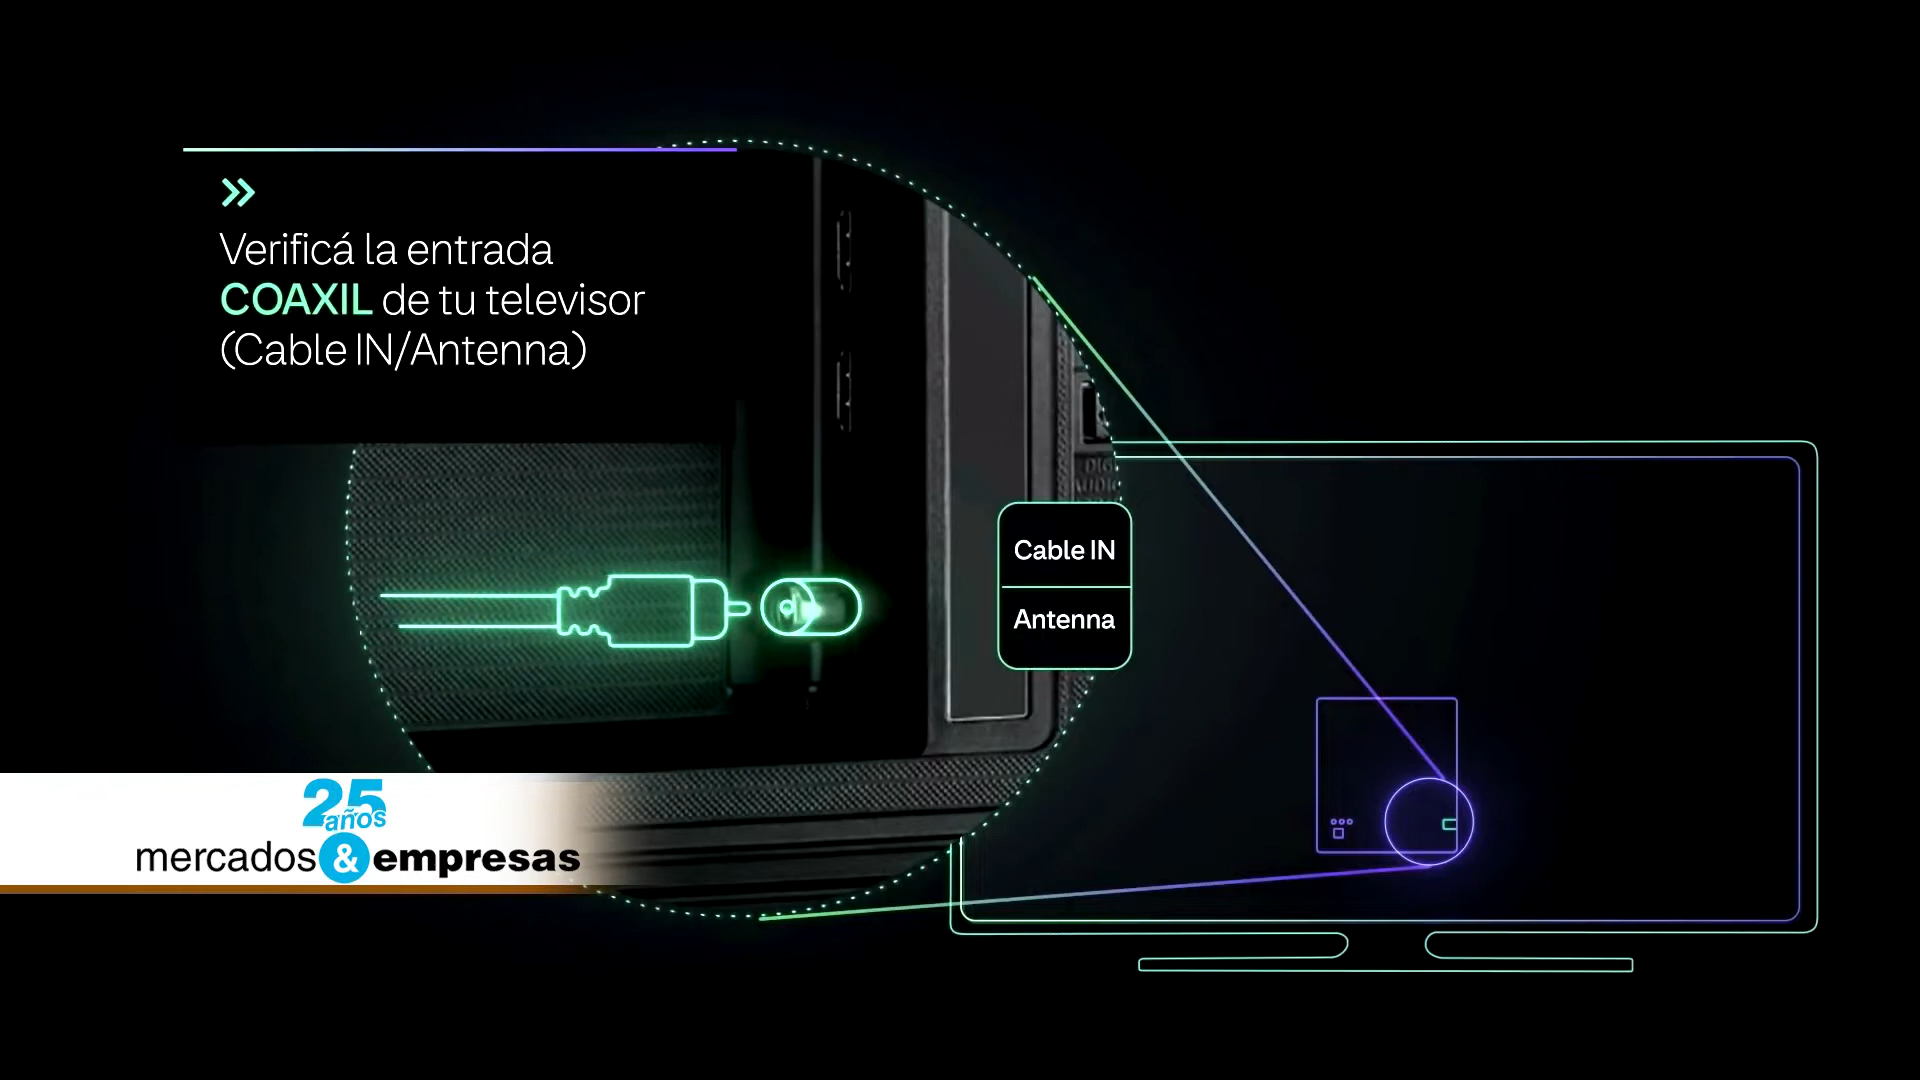 Verificá la entrada
COAXIL de tu televisor
(Cable IN/Antenna)
Cable IN
Antenna
25
años
mercados & empresas